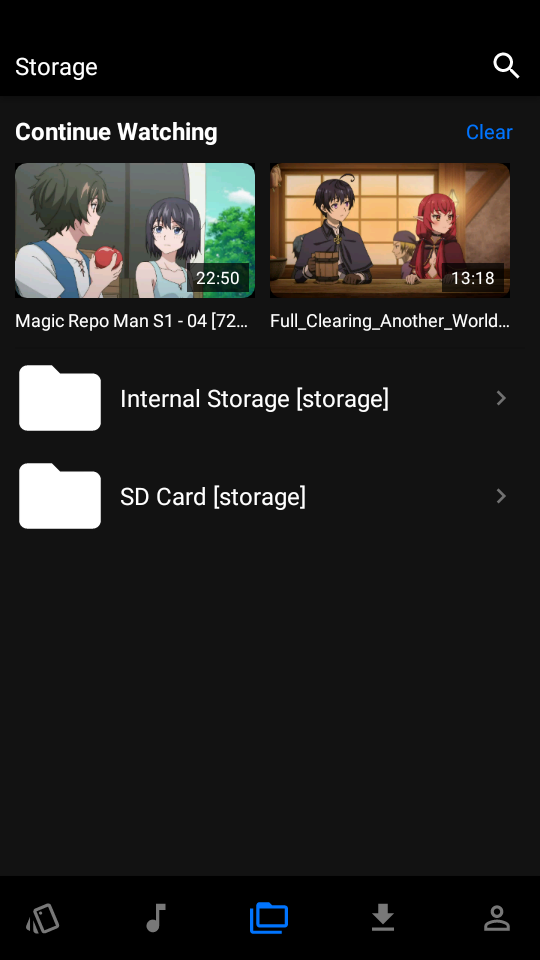 Storage
Continue Watching
Clear
22:50
13:18
Magic Repo Man S1 - 04 [72...
Full_Clearing_Another_World...
Internal Storage [storage]
SD Card [storage]